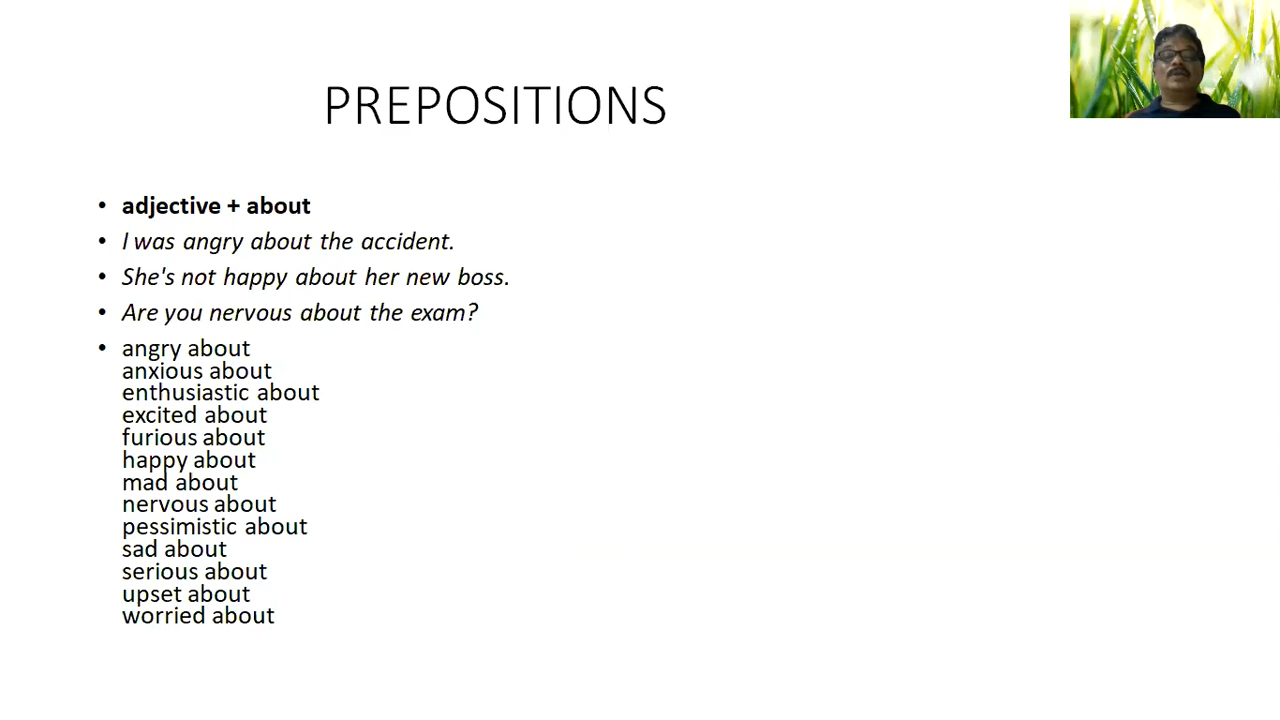 PREPOSITIONS
• adjective + about
• I was angry about the accident.
• She's not happy about her new boss.
• Are you nervous about the exam?
• angry about
anxious about
enthusiastic about
excited about
furious about
happy about
mad about
nervous about
pessimistic about
sad about
serious about
upset about
worried about